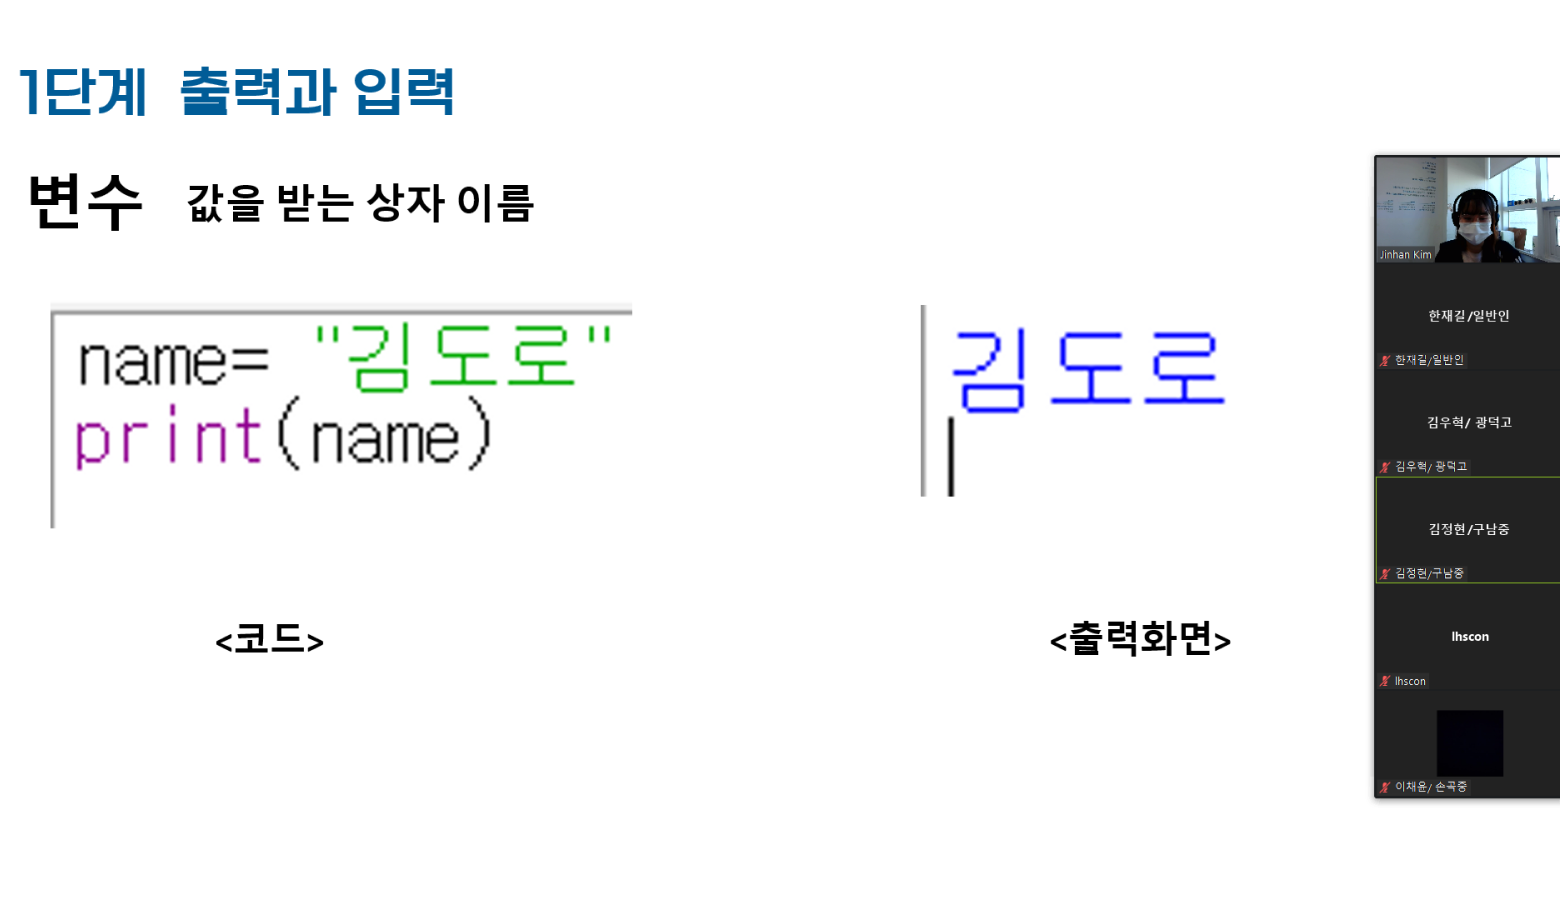 1단계 출력과 입력
변수 값을 받는 상자 이름
name= "김도로"
print(name)
김도로
<코드>
<출력화면>
Jinhan Kim
한재길/일반인
한재길/일반인
김우혁/ 광덕고
김우혁/ 광덕고
김정현/구남중
김정현/구남중
lhscon
lhscon
이채윤/ 손곡중